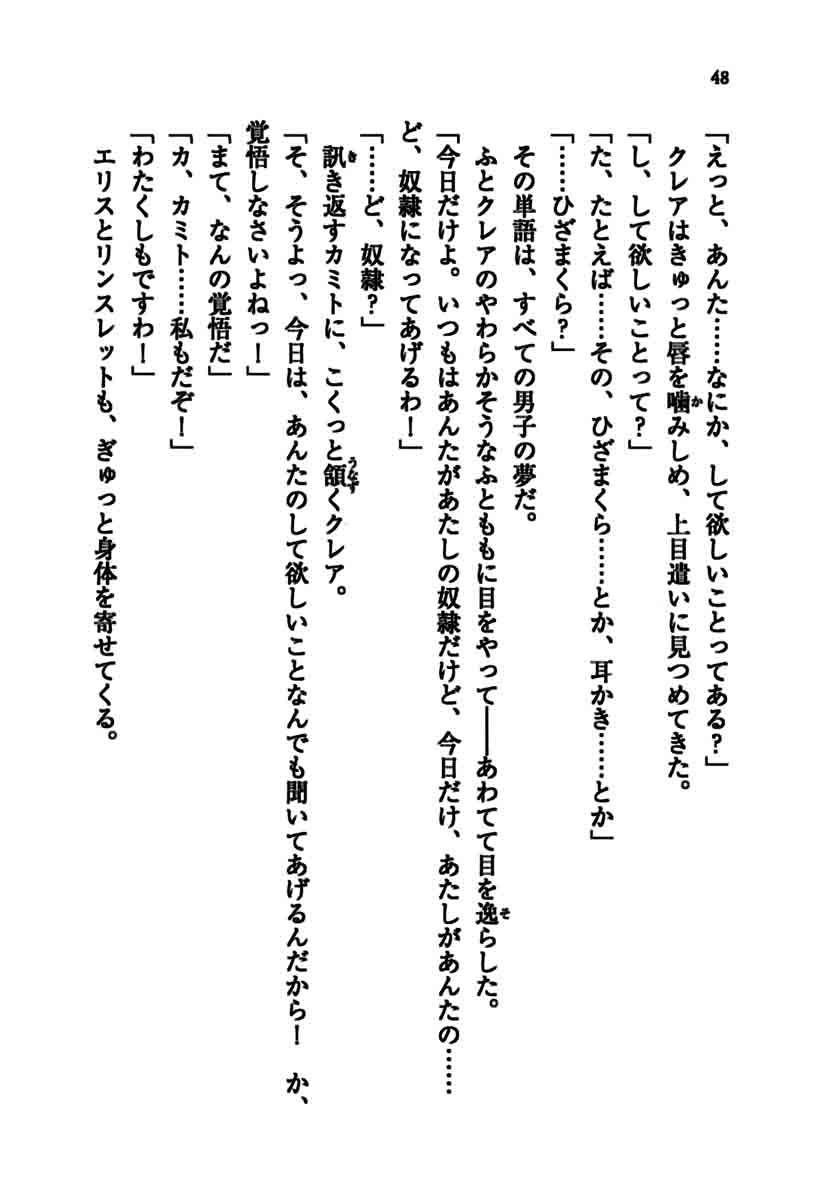 48
「えっと、あんた……なにか、して欲しいことってある?」
クレアはきゅっと唇を噛みしめ、上目遣いに見つめてきた。
「し、して欲しいことって?」
「た、たとえば……その、ひざまくら……とか、耳かき……とか」
「……ひざまくら?」
その単語は、すべての男子の夢だ。
ふとクレアのやわらかそうなふとももに目をやって――あわてて目を逸らした。
「今日だけよ。いつもはあんたがあたしの奴隷だけど、今日だけ、あたしがあんたの……
ど、奴隷になってあげるわ!」
「……ど、奴隷?」
訊き返すカミトに、こくっと頷くクレア。
「そ、そうよっ、今日は、あんたのして欲しいことなんでも聞いてあげるんだから! か、
覚悟しなさいよねっ!」
「まて、なんの覚悟だ」
「カ、カミト……私もだぞ!」
「わたくしもですわ!」
エリスとリンスレットも、ぎゅっと身体を寄せてくる。